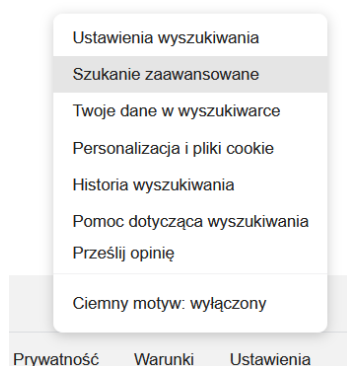 Ustawienia wyszukiwania
Szukanie zaawansowane
Twoje dane w wyszukiwarce
Personalizacja i pliki cookie
Historia wyszukiwania
Pomoc dotycząca wyszukiwania
Prześlij opinię
Ciemny motyw: wyłączony
Prywatność Warunki Ustawienia